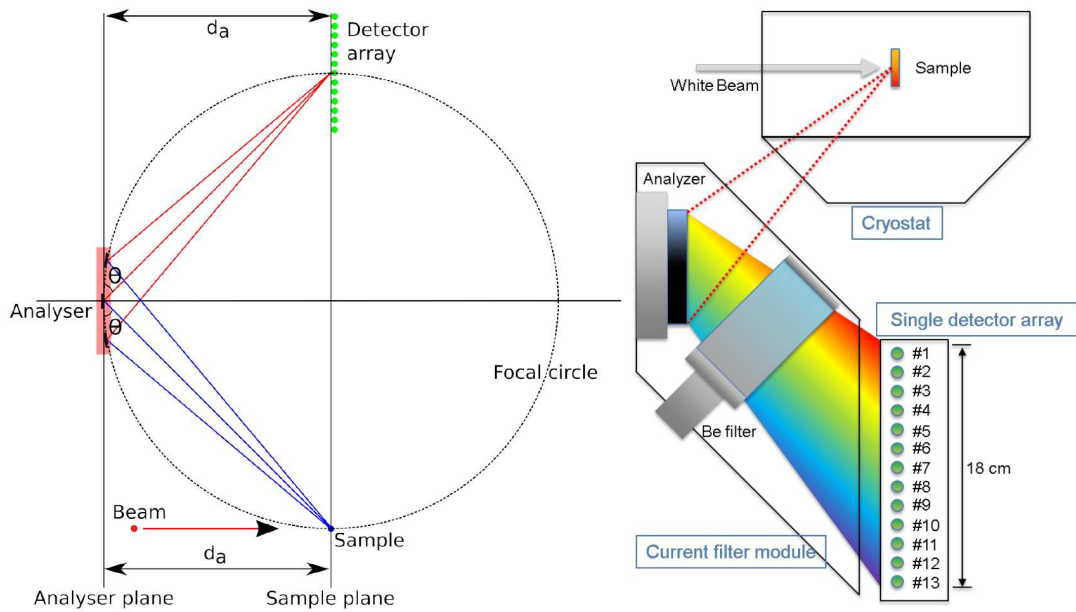 dₐ
Detector
array
θ
Analyser
θ
Focal circle
Beam
Sample
dₐ
Analyser plane
Sample plane
White Beam
Sample
Cryostat
Analyzer
Be filter
Current filter module
Single detector array
#1
#2
#3
#4
#5
#6
#7
#8
#9
#10
#11
#12
#13
18 cm